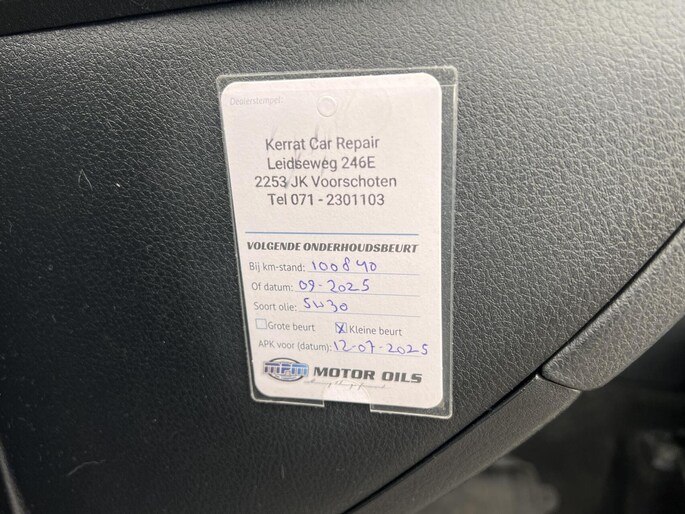 Dealerstempel:
Kerrat Car Repair
Leidseweg 246E
2253 JK Voorschoten
Tel 071 - 2301103
VOLGENDE ONDERHOUDSBEURT
Bij km-stand: 100840
Of datum: 09-2025
Soort olie: 5W30
Grote beurt X Kleine beurt
APK voor (datum): 12-07-2025
MPM MOTOR OILS